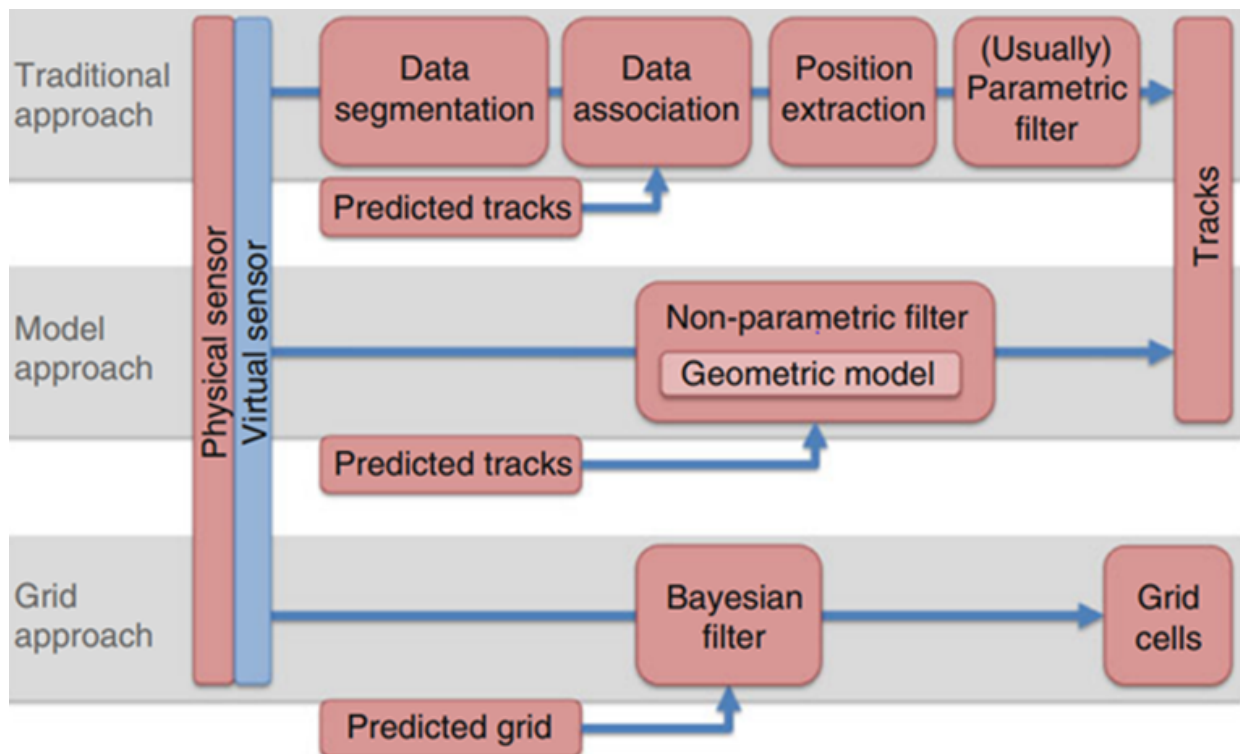 Traditional
approach
Physical sensor
Virtual sensor
Data
segmentation
Data
association
Position
extraction
(Usually)
Parametric
filter
Tracks
Predicted tracks
Model
approach
Non-parametric filter
Geometric model
Predicted tracks
Grid
approach
Bayesian
filter
Grid
cells
Predicted grid